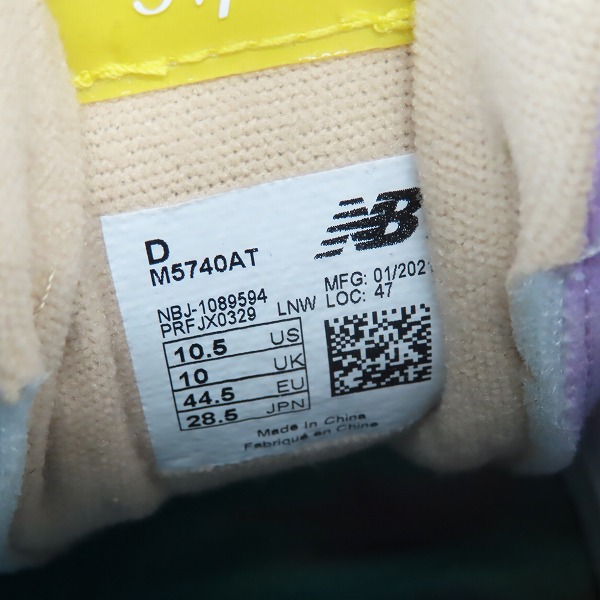 NB
D
M5740AT
NBJ-1089594
PRFJX0329 LNW
MFG: 01/2021
LOC: 47
10.5 US
10 UK
44.5 EU
28.5 JPN
Made In China
Fabriqué en Chine